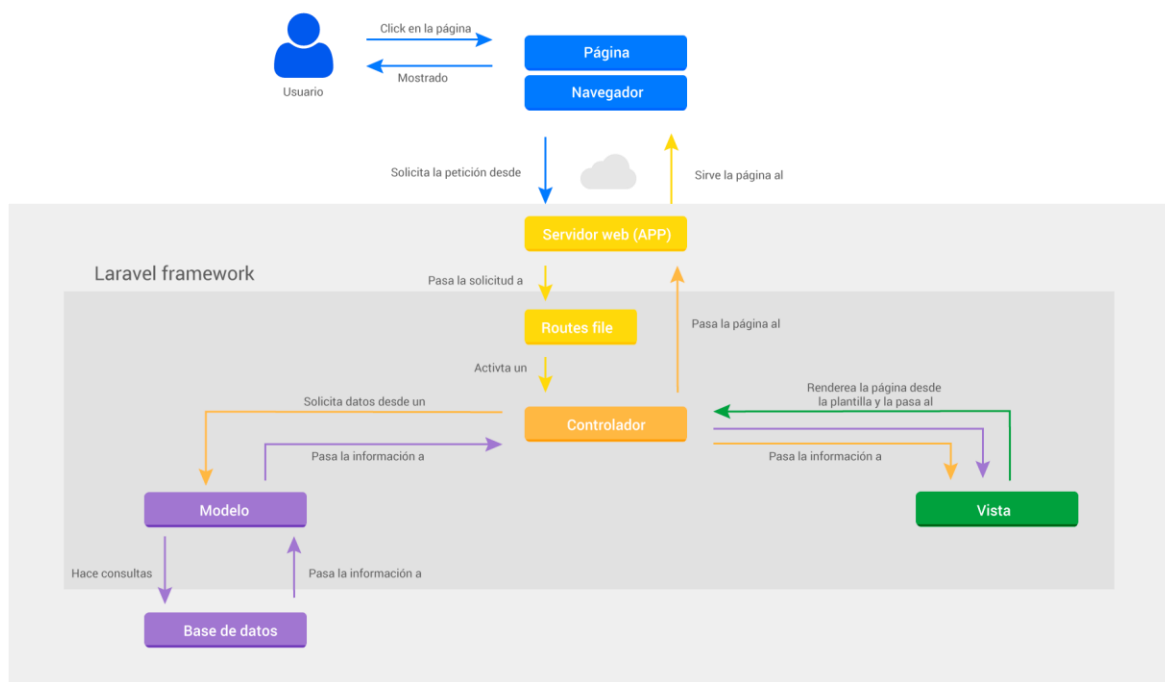 Click en la página
Página
Mostrado
Navegador
Usuario
Solicita la petición desde
Sirve la página al
Servidor web (APP)
Laravel framework
Pasa la solicitud a
Routes file
Pasa la página al
Activta un
Renderea la página desde
la plantilla y la pasa al
Solicita datos desde un
Controlador
Pasa la información a
Pasa la información a
Modelo
Vista
Hace consultas
Pasa la información a
Base de datos